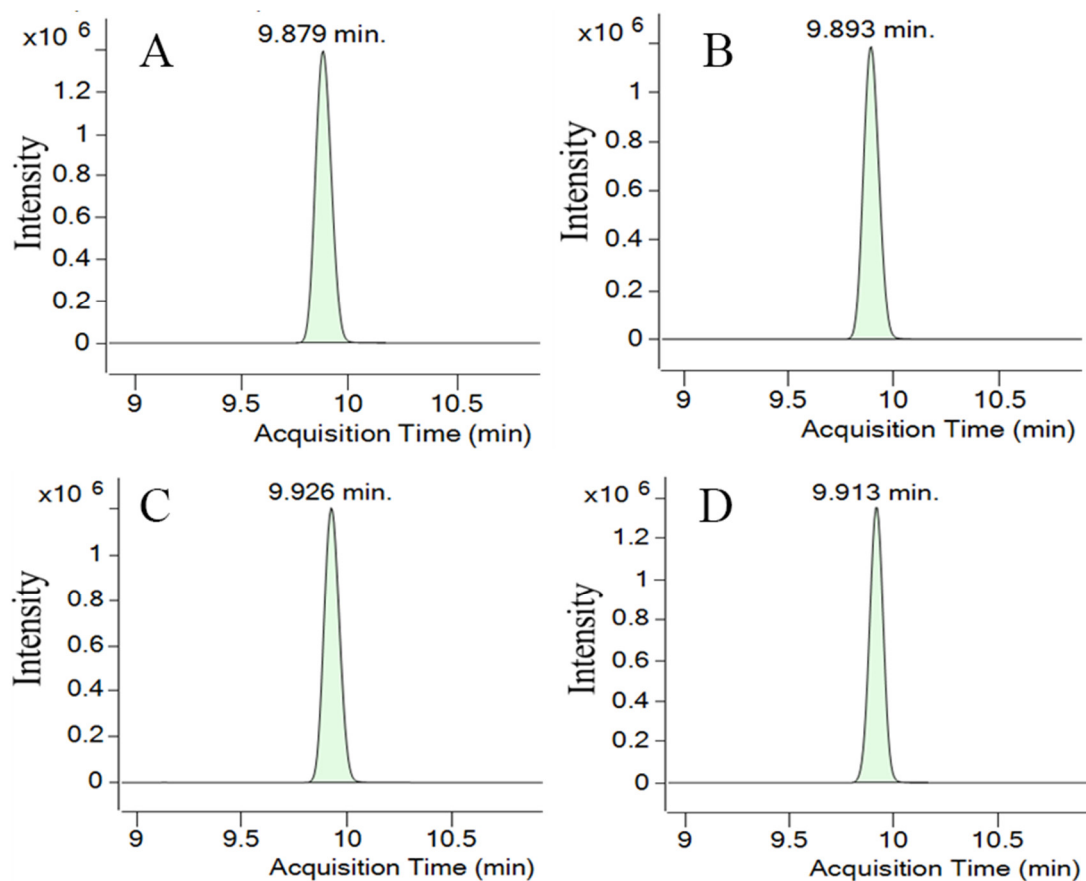 x10 6
9.879 min.
A
Intensity
1.2
1
0.8
0.6
0.4
0.2
0
9
9.5
10
10.5
Acquisition Time (min)
x10 6
9.893 min.
B
Intensity
1
0.8
0.6
0.4
0.2
0
9
9.5
10
10.5
Acquisition Time (min)
x10 6
9.926 min.
C
Intensity
1
0.8
0.6
0.4
0.2
0
9
9.5
10
10.5
Acquisition Time (min)
x10 6
9.913 min.
D
Intensity
1.2
1
0.8
0.6
0.4
0.2
0
9
9.5
10
10.5
Acquisition Time (min)